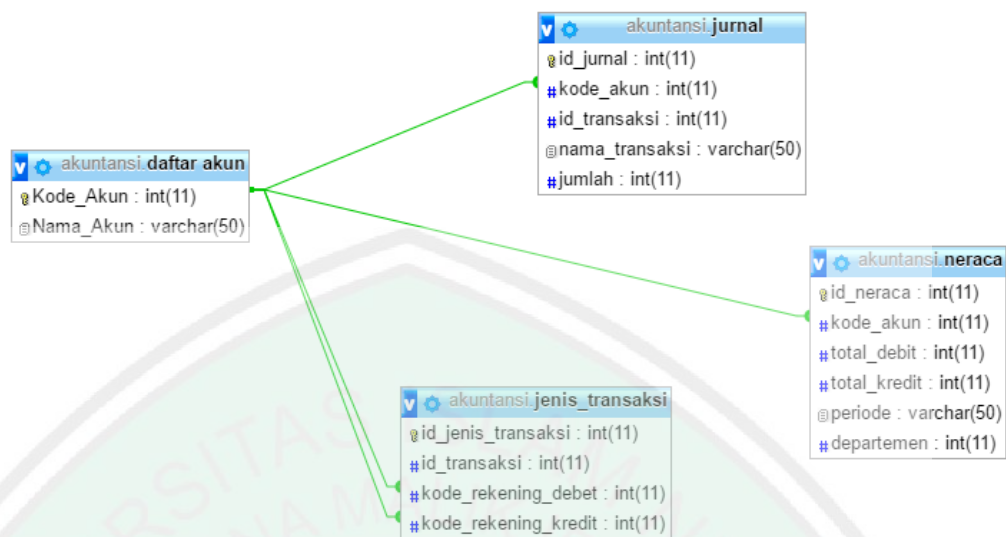 akuntansi.jurnal
id_jurnal : int(11)
kode_akun : int(11)
id_transaksi : int(11)
nama_transaksi : varchar(50)
jumlah : int(11)
akuntansi.daftar akun
Kode_Akun : int(11)
Nama_Akun : varchar(50)
akuntansi.neraca
id_neraca : int(11)
kode_akun : int(11)
total_debit : int(11)
total_kredit : int(11)
periode : varchar(50)
departemen : int(11)
akuntansi.jenis_transaksi
id_jenis_transaksi : int(11)
id_transaksi : int(11)
kode_rekening_debet : int(11)
kode_rekening_kredit : int(11)